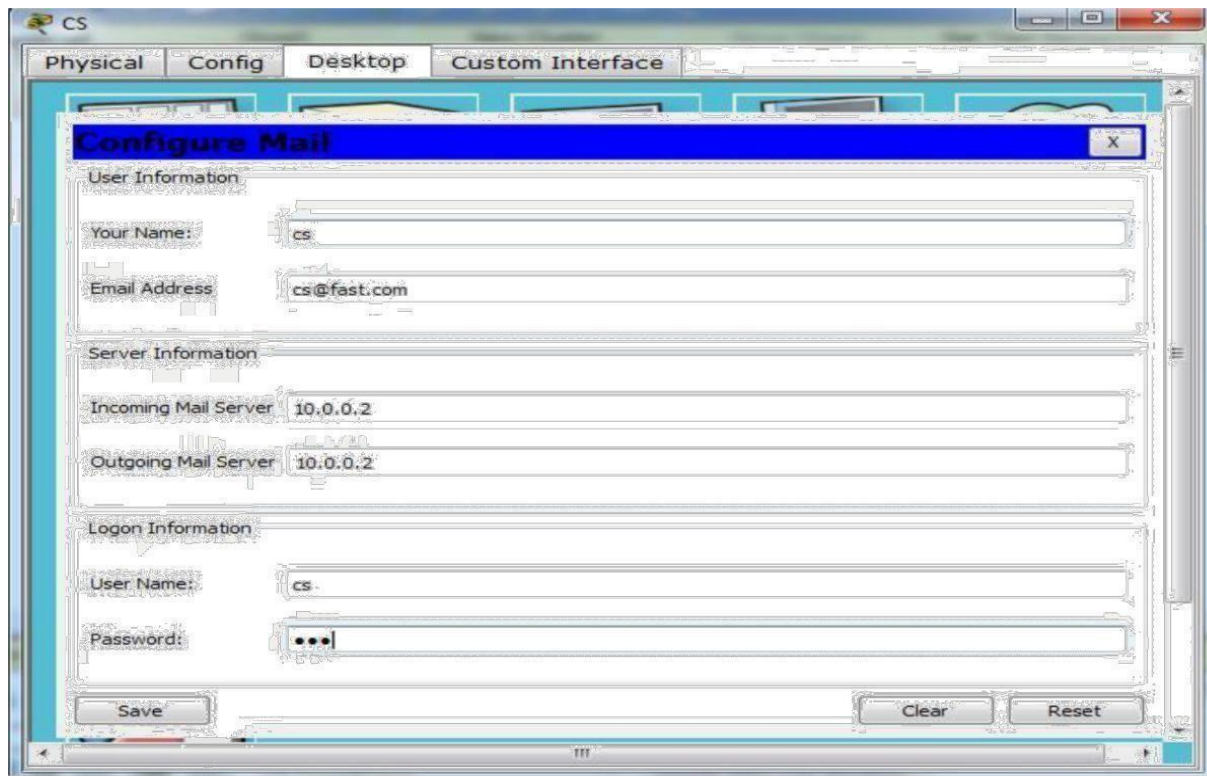 CS
Physical Config Desktop Custom Interface
Configure Mail
X
User Information
Your Name: cs
Email Address cs@fast.com
Server Information
Incoming Mail Server 10.0.0.2
Outgoing Mail Server 10.0.0.2
Logon Information
User Name: cs
Password: •••
Save Clear Reset